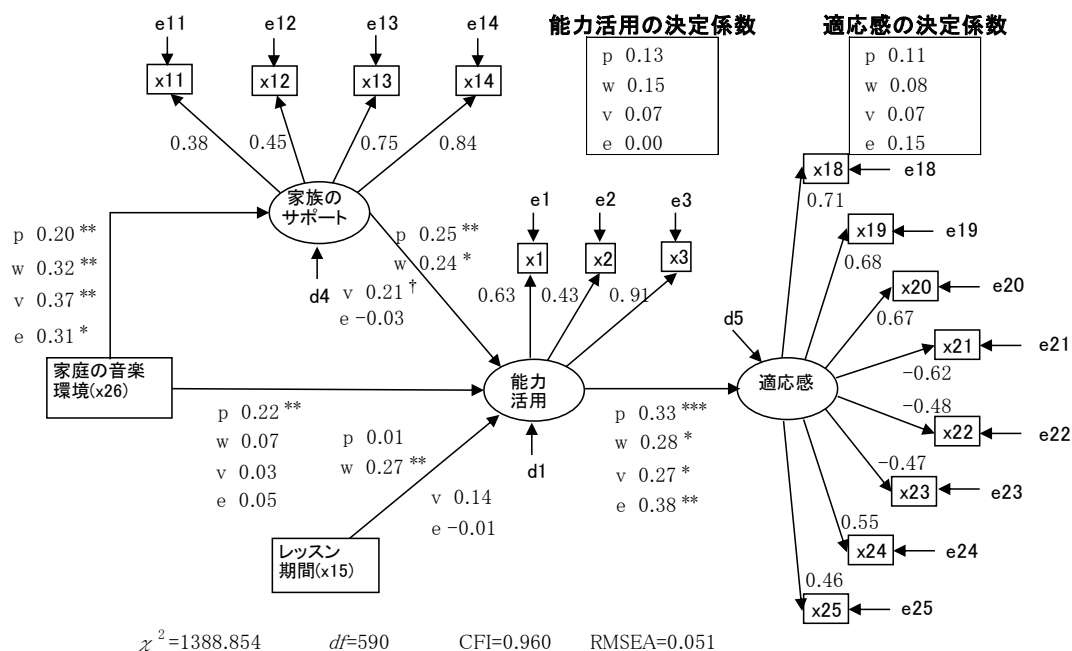 e11
e12
e13
e14
能力活用の決定係数
適応感の決定係数
x11
x12
x13
x14
p 0.13
w 0.15
v 0.07
e 0.00
p 0.11
w 0.08
v 0.07
e 0.15
0.38
0.45
0.75
0.84
x18
e18
0.71
家族の
サポート
e1
e2
e3
x1
x2
x3
x19
e19
0.68
p 0.20 **
w 0.32 **
v 0.37 **
e 0.31 *
p 0.25 **
w 0.24 *
v 0.21 †
e -0.03
d4
0.63
0.43
0.91
x20
e20
0.67
d5
x21
e21
-0.62
家庭の音楽
環境(x26)
能力
活用
適応感
-0.48
x22
e22
p 0.22 **
w 0.07
v 0.03
e 0.05
p 0.01
w 0.27 **
v 0.14
e -0.01
d1
p 0.33 ***
w 0.28 *
v 0.27 *
e 0.38 **
-0.47
x23
e23
0.55
x24
e24
レッスン
期間(x15)
0.46
x25
e25
χ²=1388.854 df=590 CFI=0.960 RMSEA=0.051